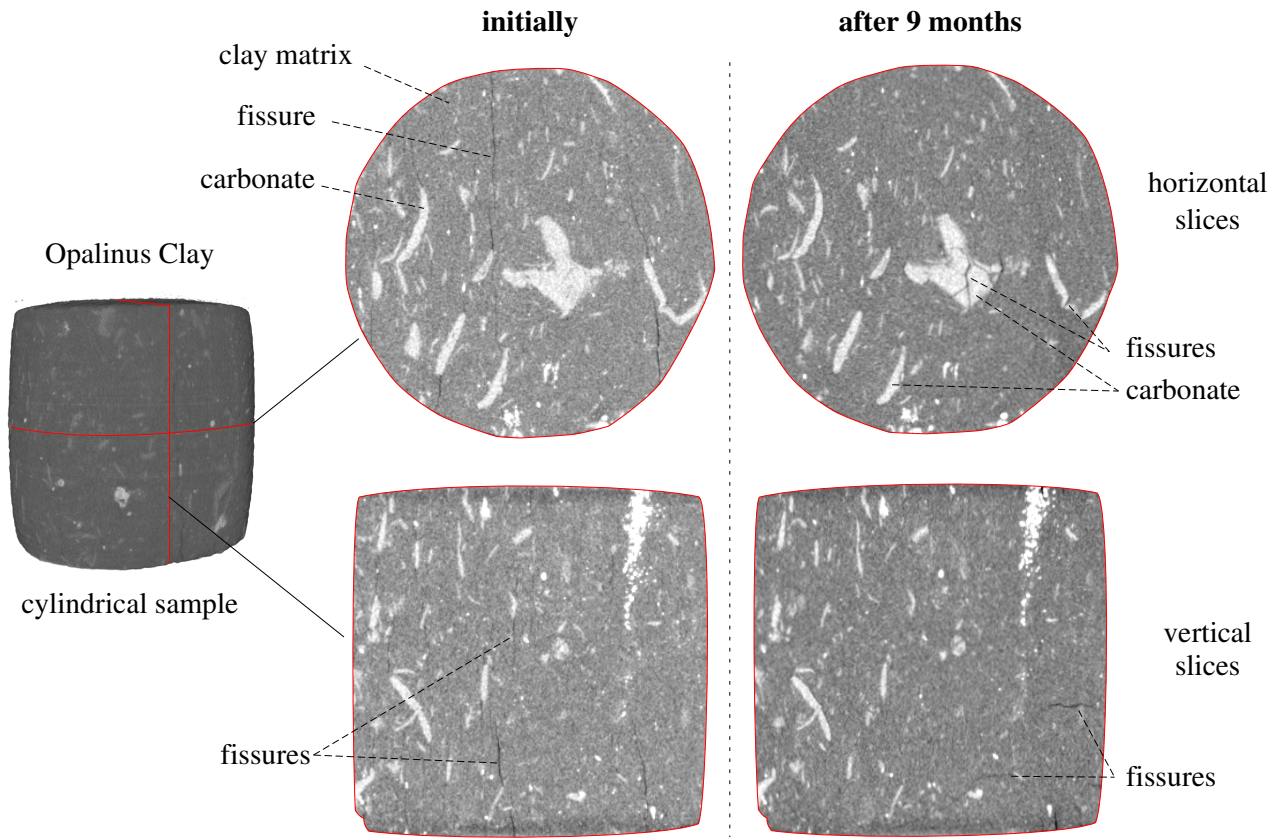 initially
after 9 months
clay matrix
fissure
carbonate
horizontal
slices
Opalinus Clay
fissures
carbonate
cylindrical sample
vertical
slices
fissures
fissures